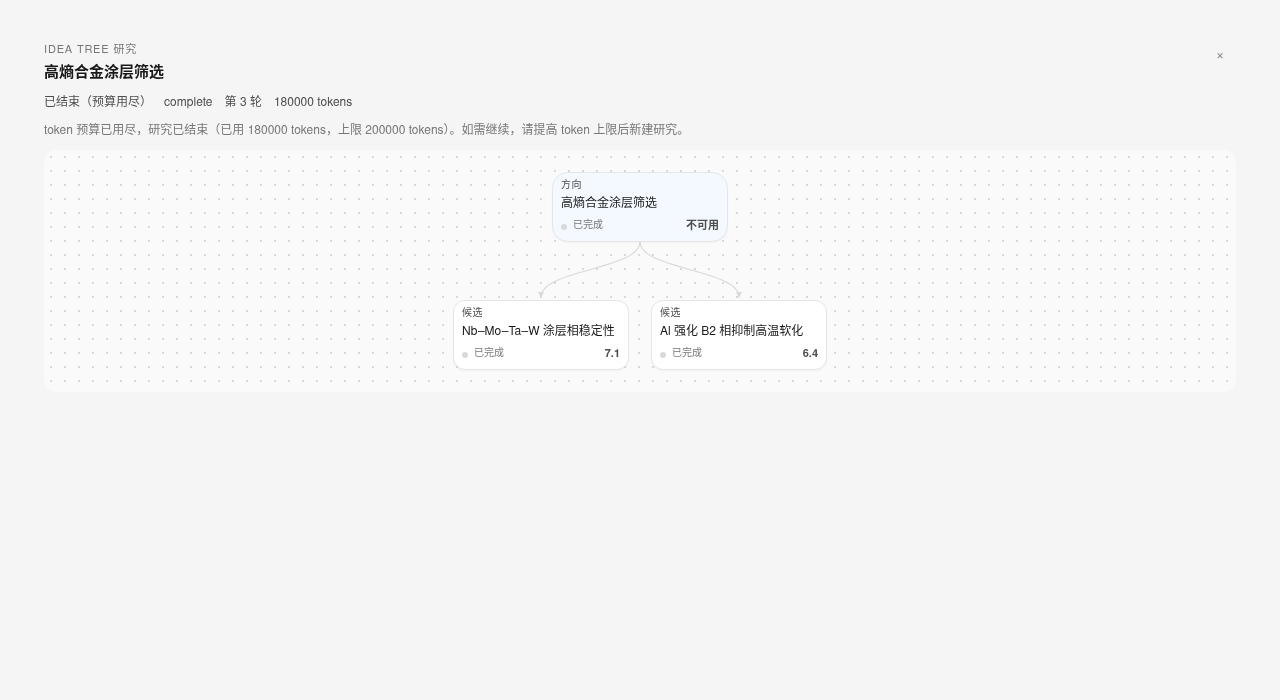 IDEA TREE 研究
×
高熵合金涂层筛选
已结束（预算用尽） complete 第 3 轮 180000 tokens
token 预算已用尽，研究已结束（已用 180000 tokens，上限 200000 tokens）。如需继续，请提高 token 上限后新建研究。
方向
高熵合金涂层筛选
已完成 不可用
候选
Nb–Mo–Ta–W 涂层相稳定性
已完成 7.1
候选
Al 强化 B2 相抑制高温软化
已完成 6.4